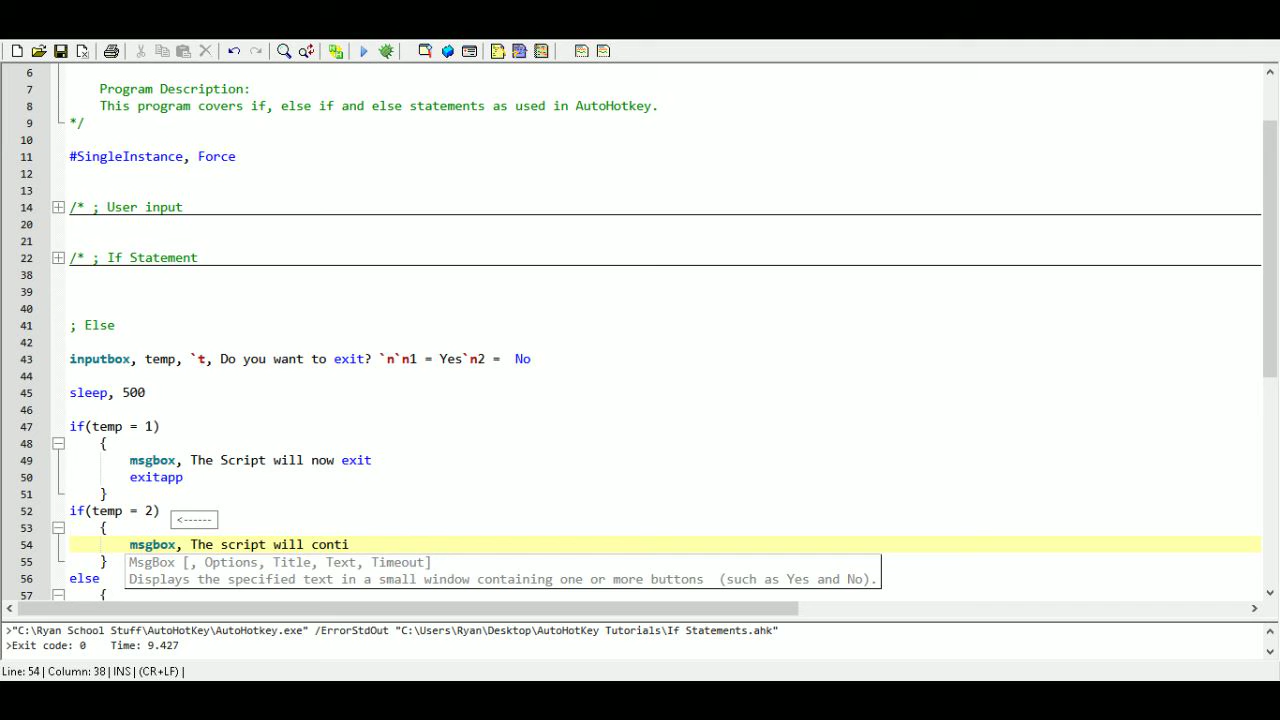 6
7 Program Description:
8 This program covers if, else if and else statements as used in AutoHotkey.
9 */
10
11 #SingleInstance, Force
12
13
14 /* ; User input
20
21
22 /* ; If Statement
38
39
40
41 ; Else
42
43 inputbox, temp, `t, Do you want to exit? `n`n1 = Yes`n2 =  No
44
45 sleep, 500
46
47 if(temp = 1)
48 {
49 msgbox, The Script will now exit
50 exitapp
51 }
52 if(temp = 2)
<------
53 {
54 msgbox, The script will conti
55 }
MsgBox [, Options, Title, Text, Timeout]
56 else
Displays the specified text in a small window containing one or more buttons  (such as Yes and No).
57 {
>"C:\Ryan School Stuff\AutoHotKey\AutoHotkey.exe" /ErrorStdOut "C:\Users\Ryan\Desktop\AutoHotKey Tutorials\If Statements.ahk"
>Exit code: 0    Time: 9.427
Line: 54 | Column: 38 | INS | (CR+LF) |